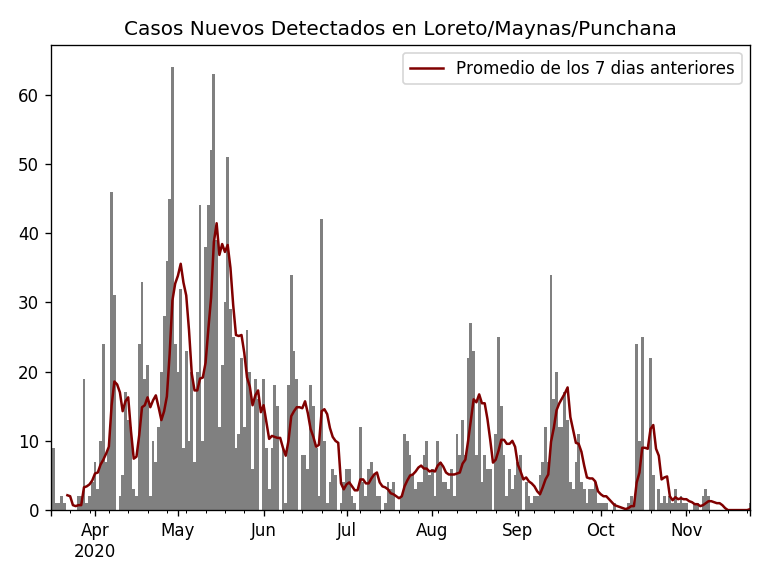 Casos Nuevos Detectados en Loreto/Maynas/Punchana
Promedio de los 7 dias anteriores
60
50
40
30
20
10
0
Apr May Jun Jul Aug Sep Oct Nov
2020